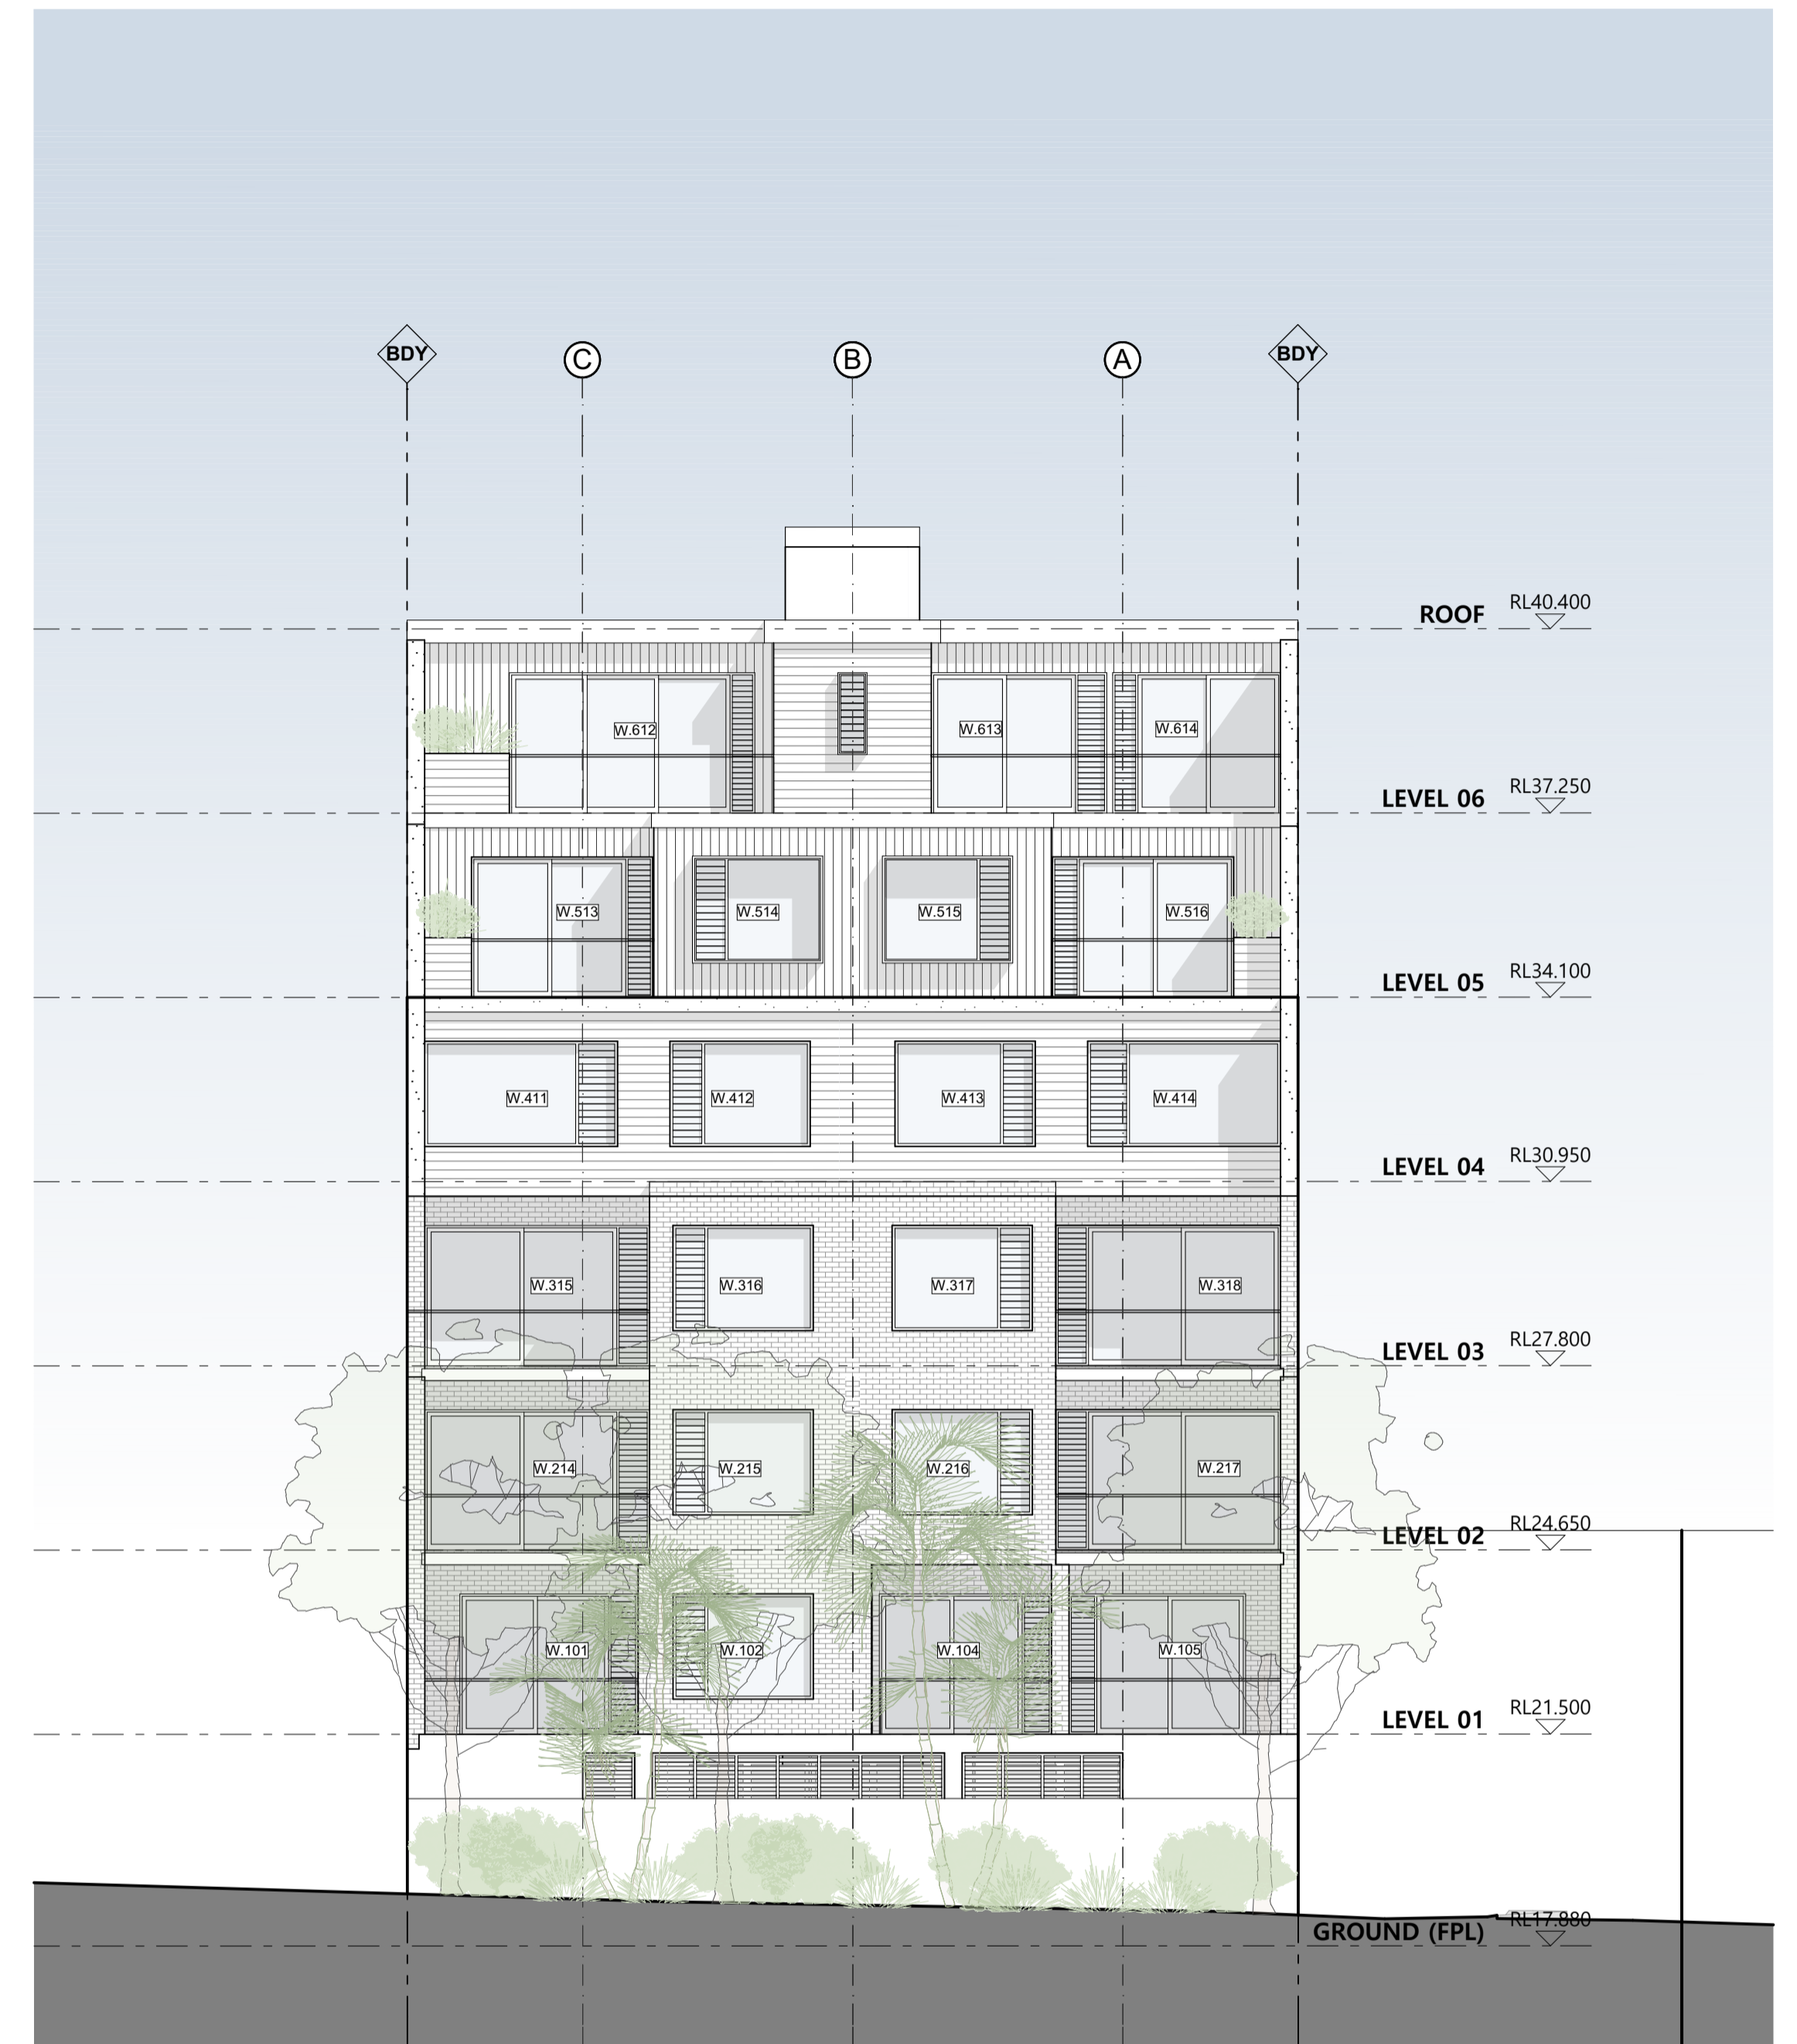 BDY C B A BDY
RL40.400
ROOF
W.612 W.613 W.614
RL37.250
LEVEL 06
W.513 W.514 W.515 W.516
RL34.100
LEVEL 05
W.411 W.412 W.413 W.414
RL30.950
LEVEL 04
W.315 W.316 W.317 W.318
RL27.800
LEVEL 03
W.214 W.215 W.216 W.217
RL24.650
LEVEL 02
W.101 W.102 W.104 W.105
RL21.500
LEVEL 01
RL17.880
GROUND (FPL)